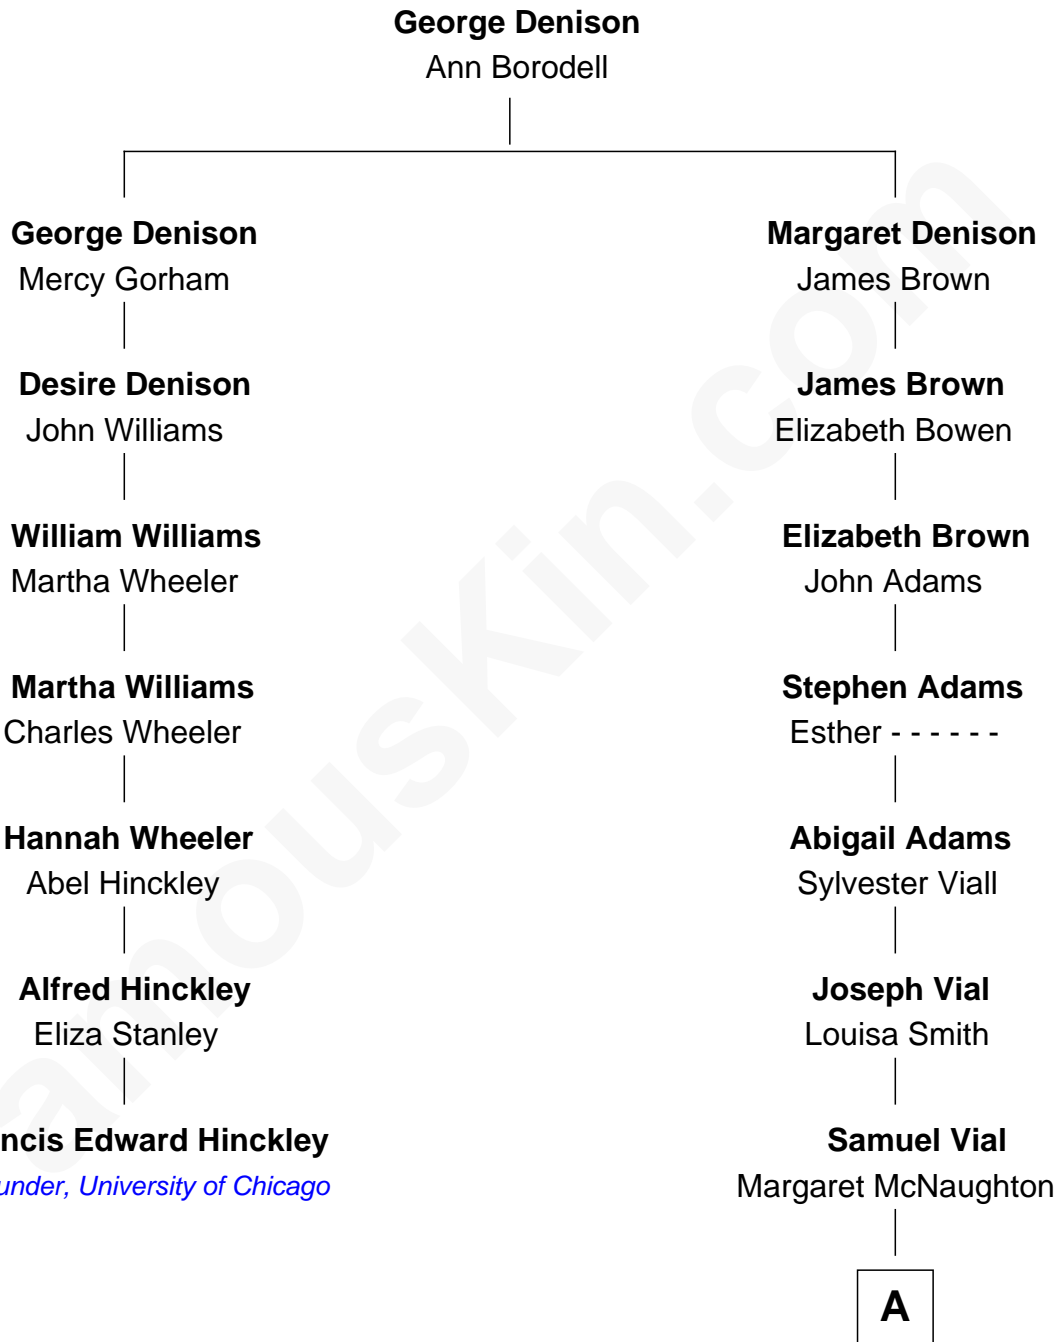 George Denison
Ann Borodell
George Denison
Mercy Gorham
Desire Denison
John Williams
William Williams
Martha Wheeler
Martha Williams
Charles Wheeler
Hannah Wheeler
Abel Hinckley
Alfred Hinckley
Eliza Stanley
ncis Edward Hinckley
under, University of Chicago
Margaret Denison
James Brown
James Brown
Elizabeth Bowen
Elizabeth Brown
John Adams
Stephen Adams
Esther - - - - - -
Abigail Adams
Sylvester Viall
Joseph Vial
Louisa Smith
Samuel Vial
Margaret McNaughton
A
amouskin.com